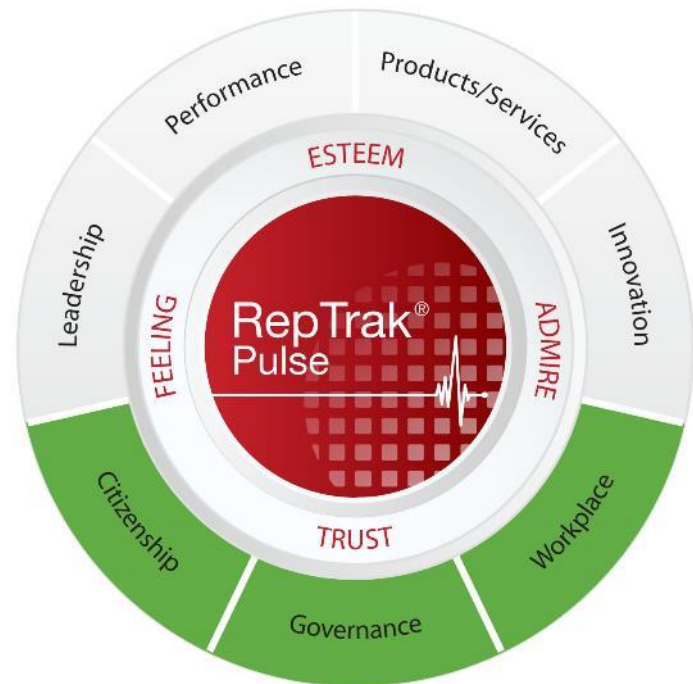 Performance
Products/Services
Innovation
Workplace
Governance
Citizenship
Leadership
ESTEEM
ADMIRE
TRUST
FEELING
RepTrak®
Pulse